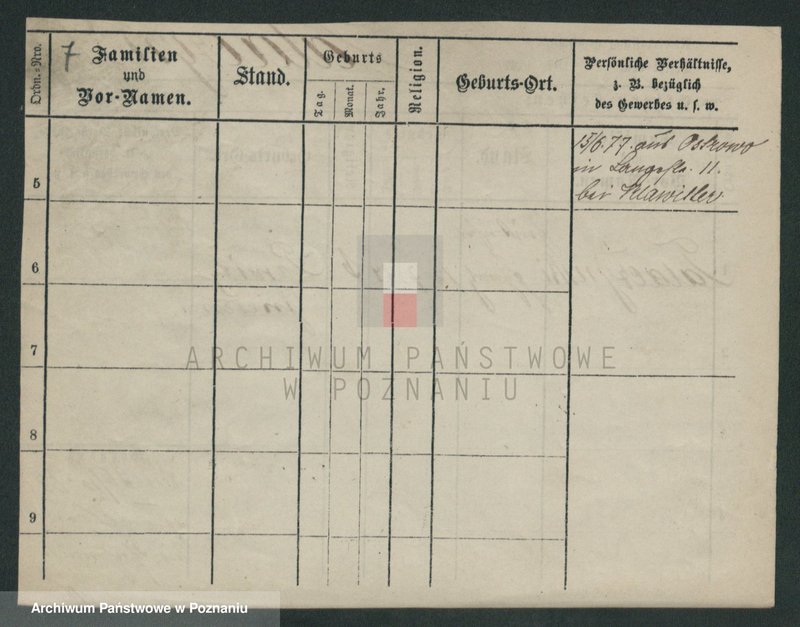 Ordn.-Nro.
7 Familien
und
Vor-Namen.
Stand.
Geburts
Tag.
Monat.
Jahr.
Religion.
Geburts-Ort.
Persönliche Verhältnisse,
z. B. bezüglich
des Gewerbes u. s. w.
5
15/6.77. aus Ostrowo
in Langestr. 11.
bei
6
7
8
9
ARCHIWUM PAŃSTWOWE
W POZNANIU
Archiwum Państwowe w Poznaniu